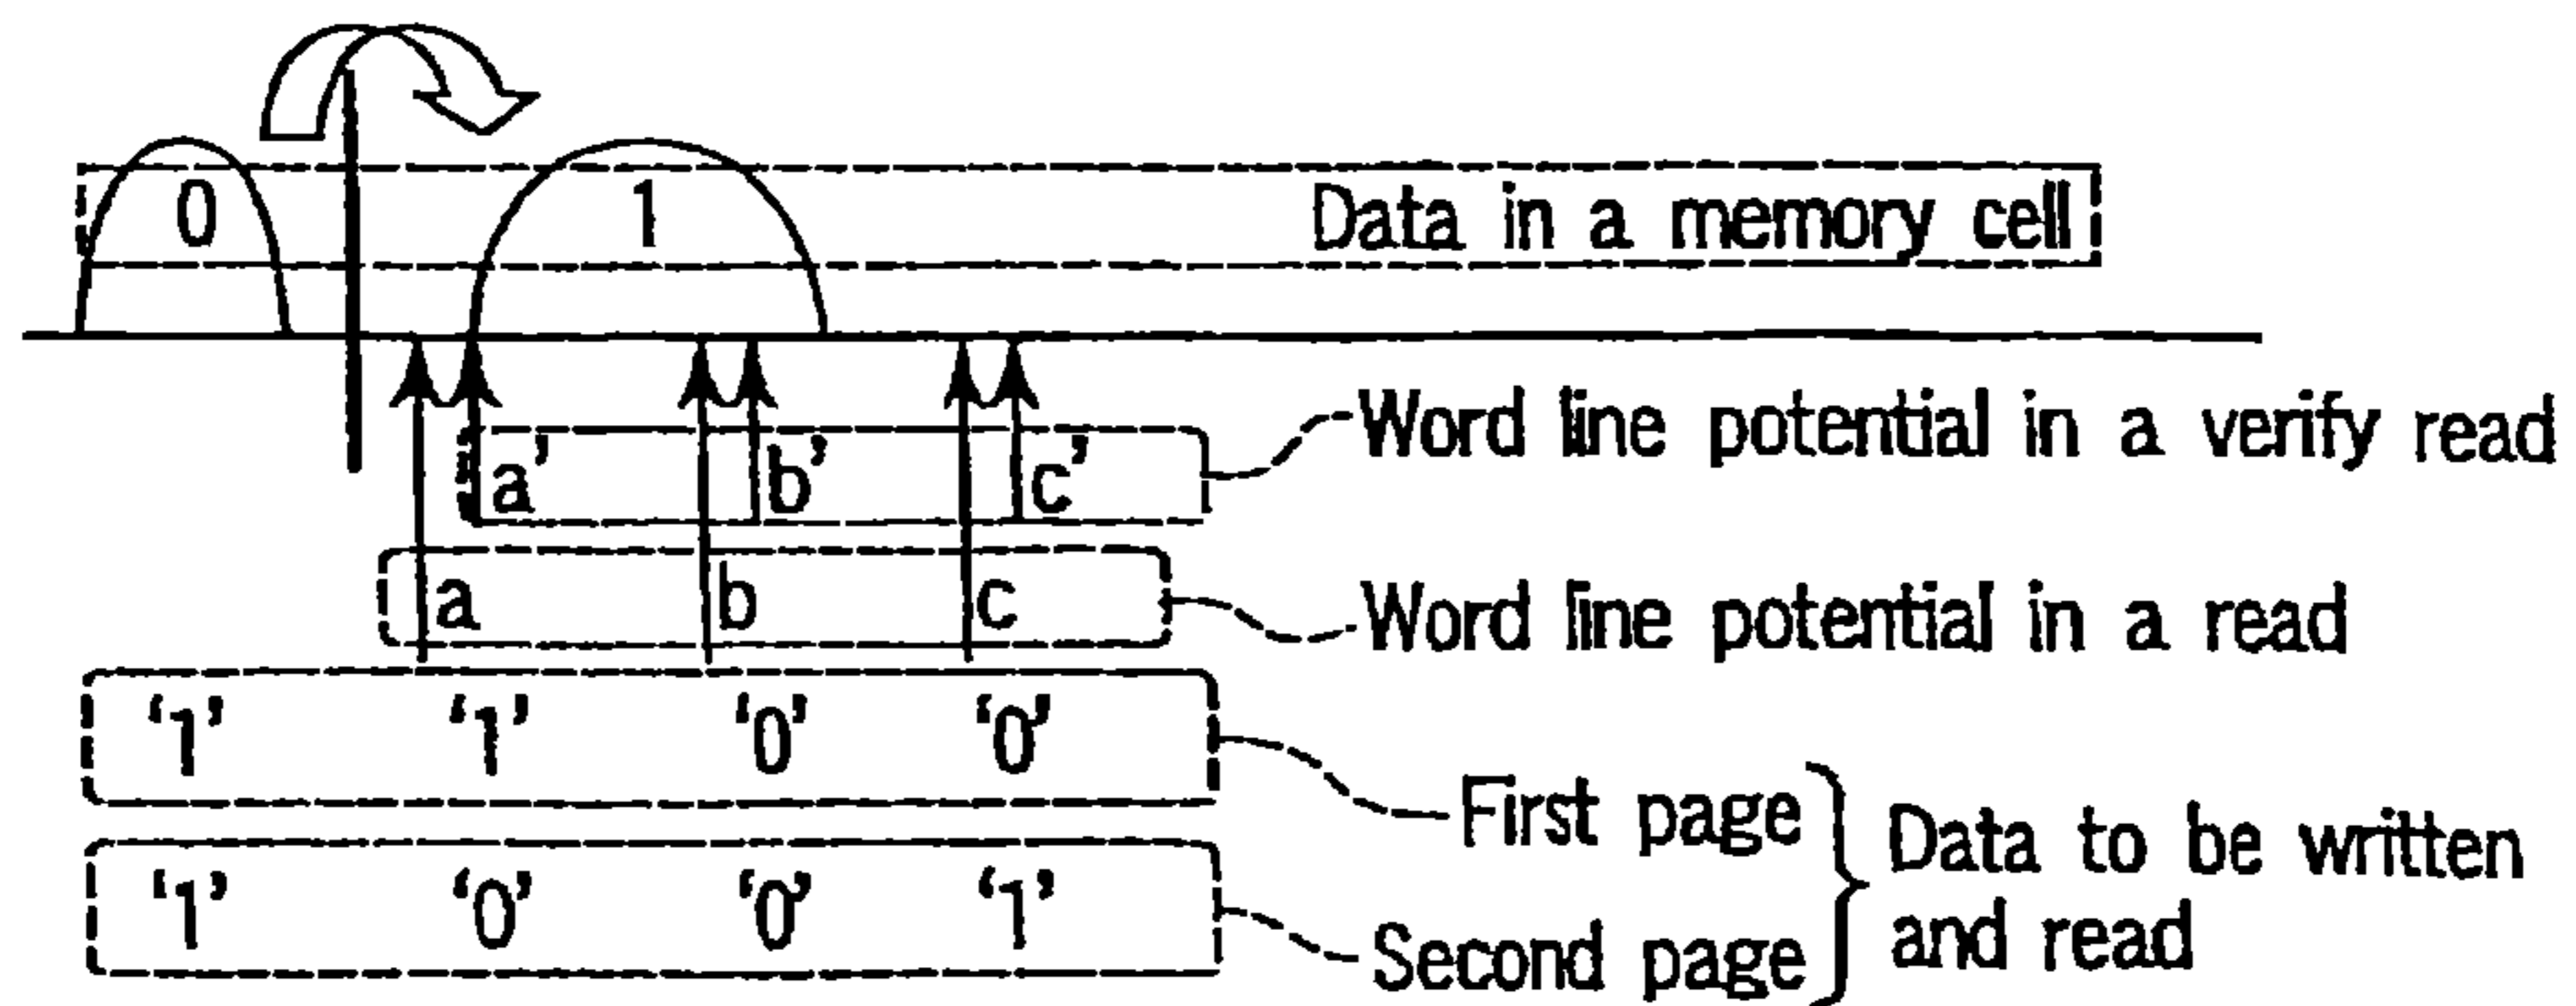 0 1 Data in a memory cell
a' b' c' Word line potential in a verify read
a b c Word line potential in a read
‘1’ ‘1’ ‘0’ ‘0’
First page
‘1’ ‘0’ ‘0’ ‘1’
Second page
Data to be written
and read